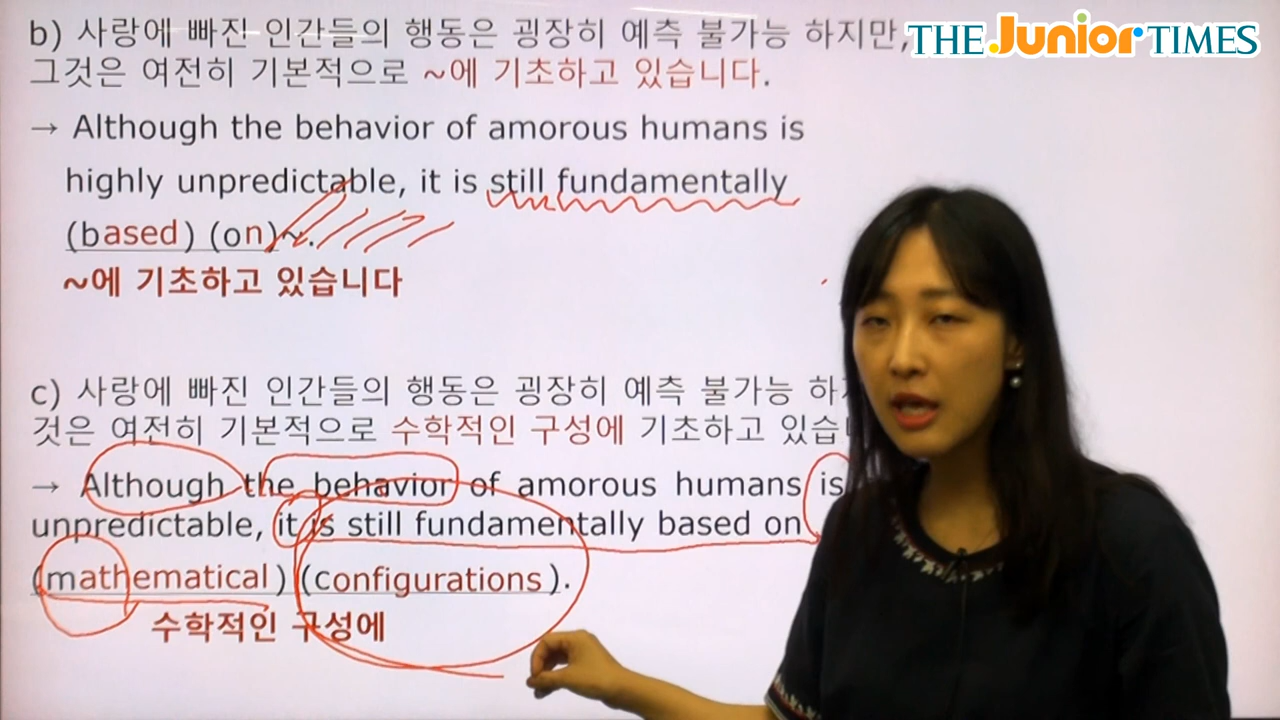 THE Junior TIMES
b) 사랑에 빠진 인간들의 행동은 굉장히 예측 불가능 하지만,
그것은 여전히 기본적으로 ~에 기초하고 있습니다.
→ Although the behavior of amorous humans is
highly unpredictable, it is still fundamentally
(based) (on)~.
~에 기초하고 있습니다
c) 사랑에 빠진 인간들의 행동은 굉장히 예측 불가능
것은 여전히 기본적으로 수학적인 구성에 기초하고
→ Although the behavior of amorous humans is
unpredictable, it is still fundamentally based on
(mathematical) (configurations).
수학적인 구성에